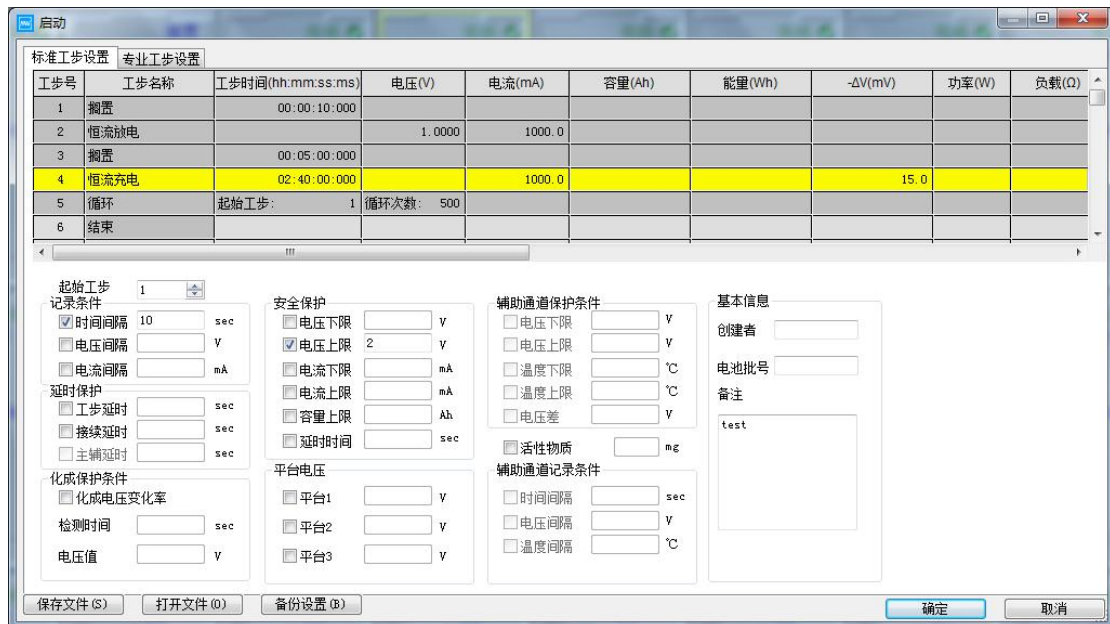 启动
标准工步设置 专业工步设置
工步号 工步名称 工步时间(hh:mm:ss:ms) 电压(V) 电流(mA) 容量(Ah) 能量(Wh) -ΔV(mV) 功率(W) 负载(Ω)
1 搁置 00:00:10:000
2 恒流放电 1.0000 1000.0
3 搁置 00:05:00:000
4 恒流充电 02:40:00:000 1000.0 15.0
5 循环 起始工步: 1 循环次数: 500
6 结束
起始工步 1
记录条件
时间间隔 10 sec
电压间隔 V
电流间隔 mA
延时保护
工步延时 sec
接续延时 sec
主辅延时 sec
化成保护条件
化成电压变化率
检测时间 sec
电压值 V
安全保护
电压下限 V
电压上限 2 V
电流下限 mA
电流上限 mA
容量上限 Ah
延时时间 sec
平台电压
平台1 V
平台2 V
平台3 V
辅助通道保护条件
电压下限 V
电压上限 V
温度下限 ℃
温度上限 ℃
电压差 V
活性物质 mg
辅助通道记录条件
时间间隔 sec
电压间隔 V
温度间隔 ℃
基本信息
创建者
电池批号
备注
test
保存文件(S) 打开文件(O) 备份设置(B) 确定 取消